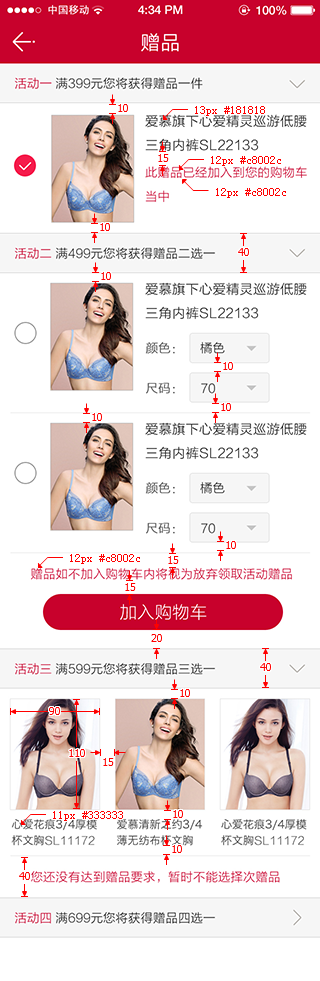 中国移动 4:34 PM 100%
赠品
活动一 满399元您将获得赠品一件
10
13px #181818
爱慕旗下心爱精灵巡游低腰
三角内裤SL22133
15
12px #c8002c
此赠品已经加入到您的购物车
当中
12px #c8002c
10
活动二 满499元您将获得赠品二选一
40
10
爱慕旗下心爱精灵巡游低腰
三角内裤SL22133
颜色： 橘色
10
尺码： 70
10
10
爱慕旗下心爱精灵巡游低腰
三角内裤SL22133
颜色： 橘色
尺码： 70
10
12px #c8002c
15
赠品如不加入购物车内将视为放弃领取活动赠品
15
加入购物车
20
活动三 满599元您将获得赠品三选一
40
10
90
110
15
11px #333333
10
心爱花痕3/4厚模
杯文胸SL11172
爱慕清新 约3/4
薄无纺布杯文胸
心爱花痕3/4厚模
杯文胸SL11172
10
40
您还没有达到赠品要求，暂时不能选择次赠品
活动四 满699元您将获得赠品四选一